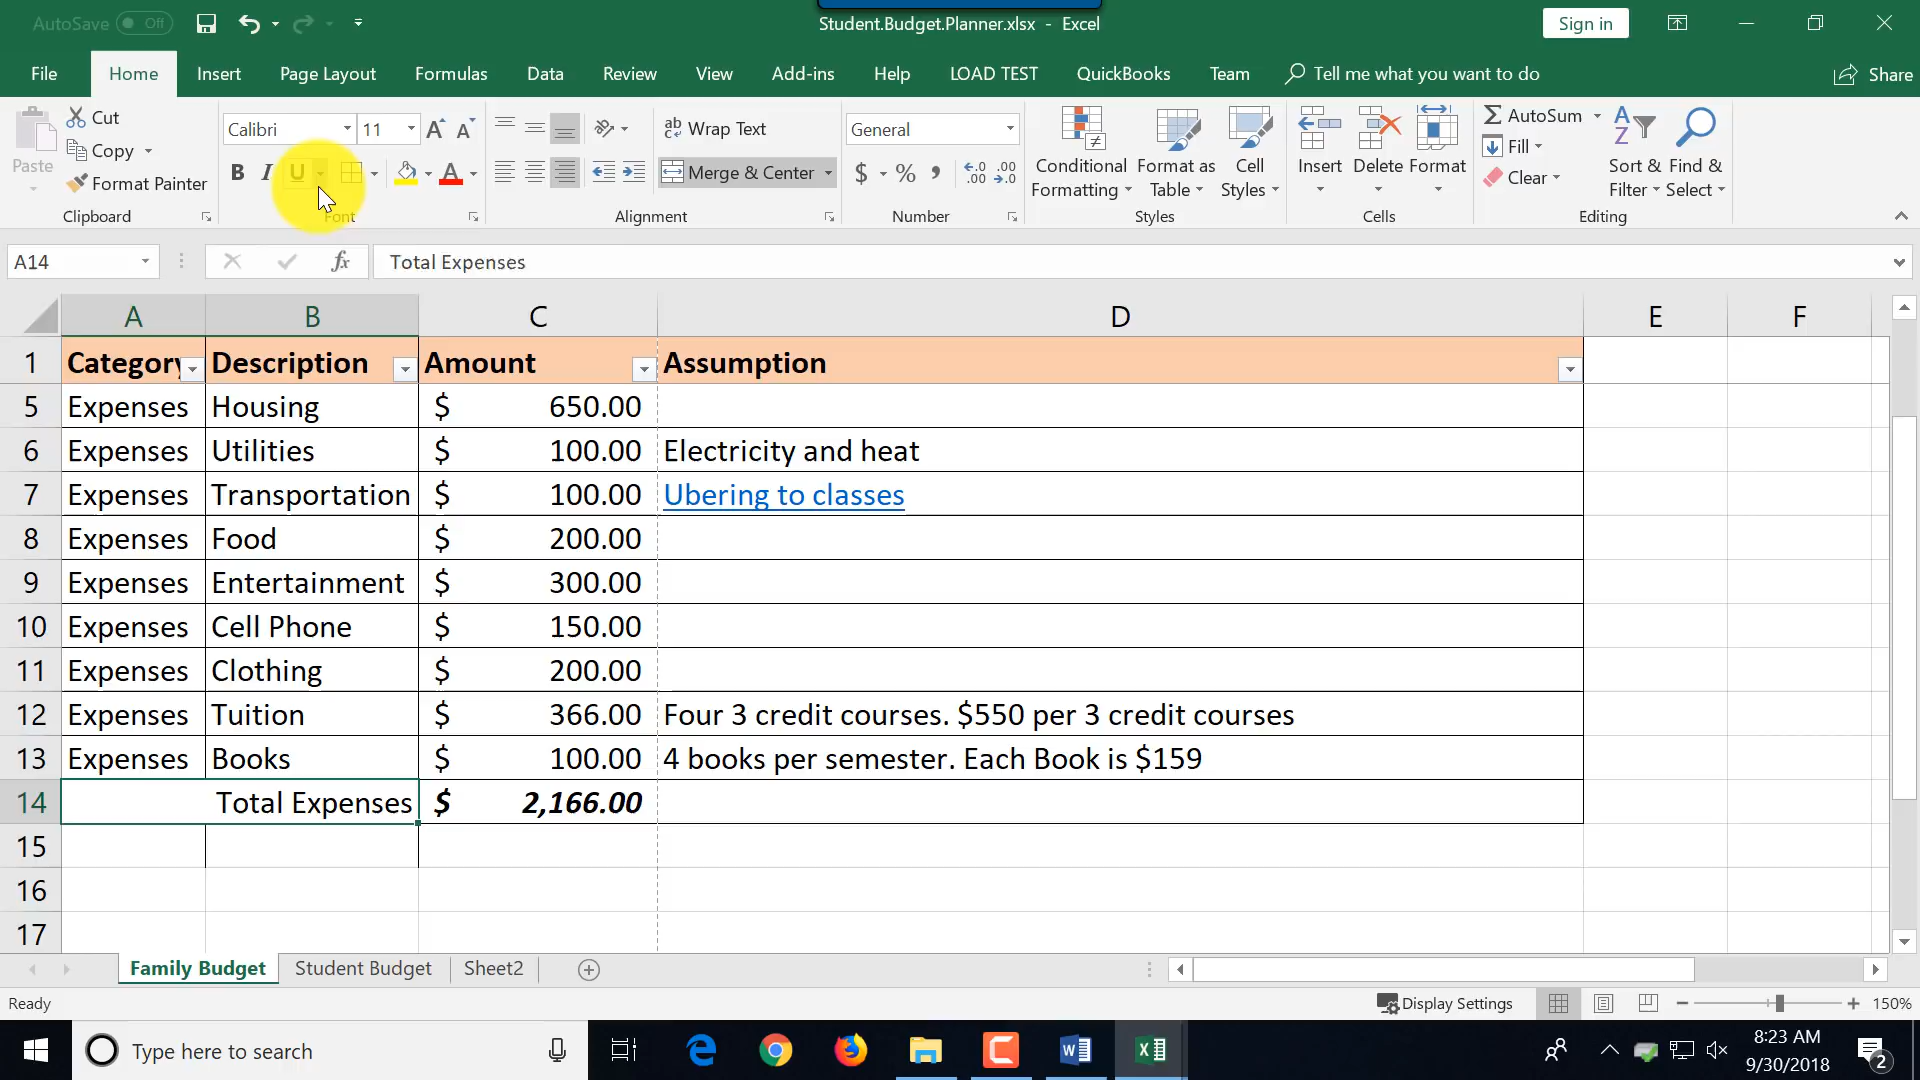 AutoSave Off Student.Budget.Planner.xlsx - Excel Sign in
File Home Insert Page Layout Formulas Data Review View Add-ins Help LOAD TEST QuickBooks Team Tell me what you want to do Share
Paste Cut Copy Format Painter
Clipboard
Calibri 11
B I U A
Font
Wrap Text
Merge & Center
Alignment
General
$ % ,
Number
Conditional Formatting Format as Table Cell Styles
Styles
Insert Delete Format
Cells
AutoSum Fill Clear Sort & Filter Find & Select
Editing
A14 fx Total Expenses
A B C D E F
1 Category Description Amount Assumption
5 Expenses Housing $ 650.00
6 Expenses Utilities $ 100.00 Electricity and heat
7 Expenses Transportation $ 100.00 Ubering to classes
8 Expenses Food $ 200.00
9 Expenses Entertainment $ 300.00
10 Expenses Cell Phone $ 150.00
11 Expenses Clothing $ 200.00
12 Expenses Tuition $ 366.00 Four 3 credit courses. $550 per 3 credit courses
13 Expenses Books $ 100.00 4 books per semester. Each Book is $159
14 Total Expenses $ 2,166.00
15
16
17
Family Budget Student Budget Sheet2
Ready Display Settings 150%
Type here to search 8:23 AM
9/30/2018 2